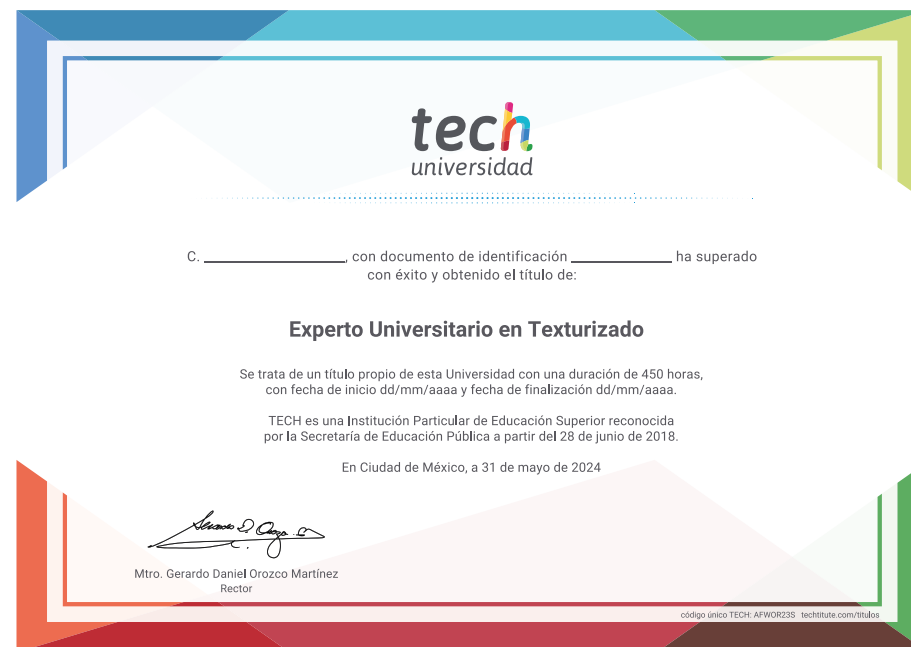 tech
universidad
C. ________________, con documento de identificación ____________ ha superado
con éxito y obtenido el título de:
Experto Universitario en Texturizado
Se trata de un título propio de esta Universidad con una duración de 450 horas,
con fecha de inicio dd/mm/aaaa y fecha de finalización dd/mm/aaaa.
TECH es una Institución Particular de Educación Superior reconocida
por la Secretaría de Educación Pública a partir del 28 de junio de 2018.
En Ciudad de México, a 31 de mayo de 2024
Mtro. Gerardo Daniel Orozco Martínez
Rector
código único TECH: AFWOR23S techtitute.com/titulos